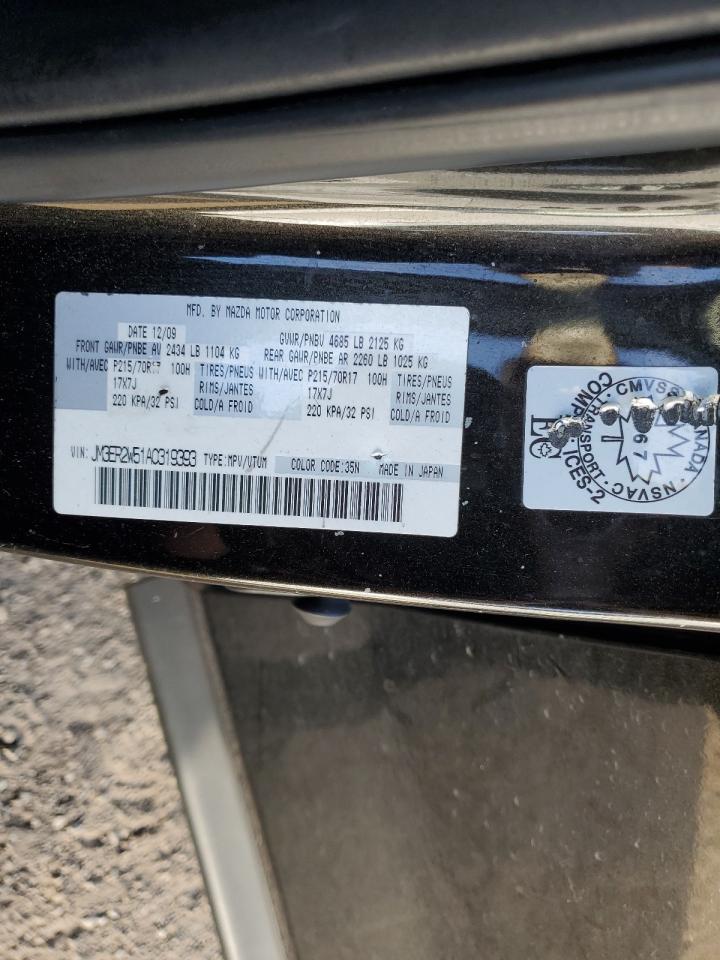 MFD. BY MAZDA MOTOR CORPORATION
DATE 12/09 GVWR/PNBV 4685 LB 2125 KG
FRONT GAWR/PNBE AV 2434 LB 1104 KG REAR GAWR/PNBE AR 2260 LB 1025 KG
WITH/AVEC P215/70R17 100H TIRES/PNEUS WITH/AVEC P215/70R17 100H TIRES/PNEUS
17X7J RIMS/JANTES 17X7J RIMS/JANTES
220 KPA/32 PSI COLD/A FROID 220 KPA/32 PSI COLD/A FROID
VIN: JM3ER2W51A0319393 TYPE:MPV/VTUM COLOR CODE:35N MADE IN JAPAN
CMVSS
TRANSPORT
NSVAC
67
EC
ICES-2